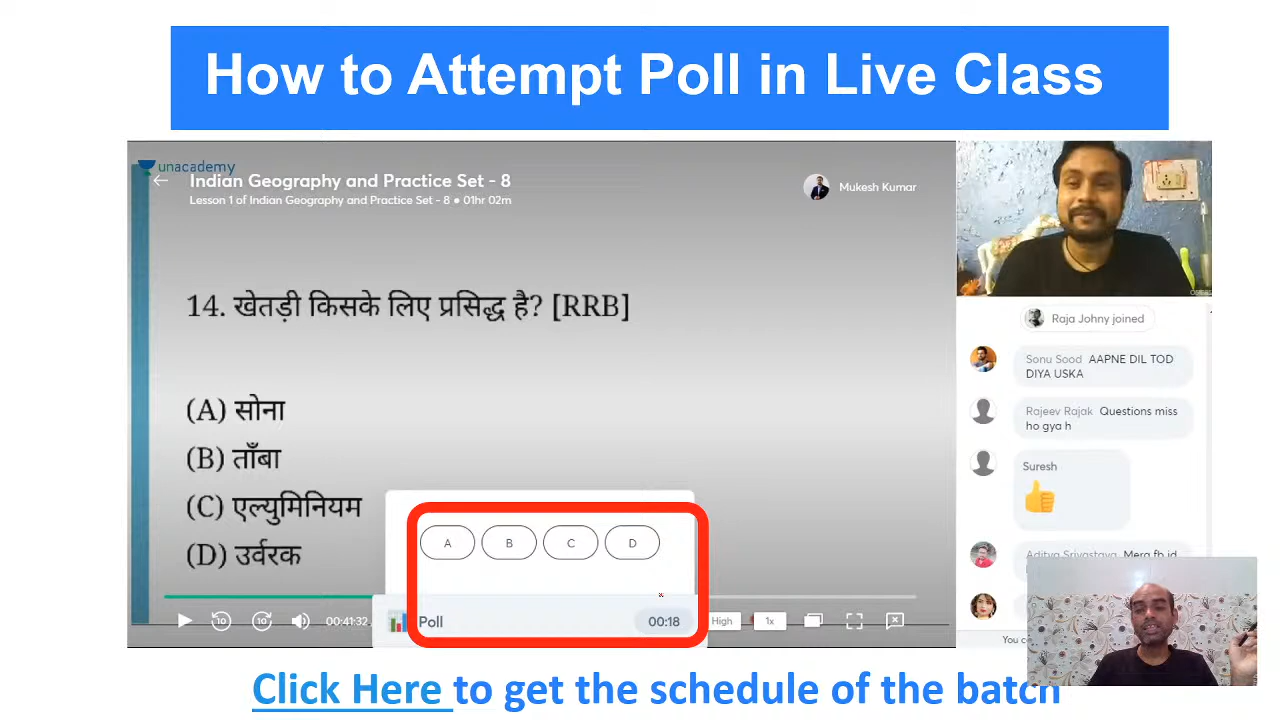 How to Attempt Poll in Live Class
unacademy
Indian Geography and Practice Set - 8
Lesson 1 of Indian Geography and Practice Set - 8 • 01hr 02m
Mukesh Kumar
14. खेतड़ी किसके लिए प्रसिद्ध है? [RRB]
(A) सोना
(B) ताँबा
(C) एल्युमिनियम
(D) उर्वरक
A B C D
Poll 00:18
10 10 00:41:32 High 1x
Raja Johny joined
Sonu Sood AAPNE DIL TOD
DIYA USKA
Rajeev Rajak Questions miss
ho gya h
Suresh
Aditya Srivastava Mera fb id
Click Here to get the schedule of the batch